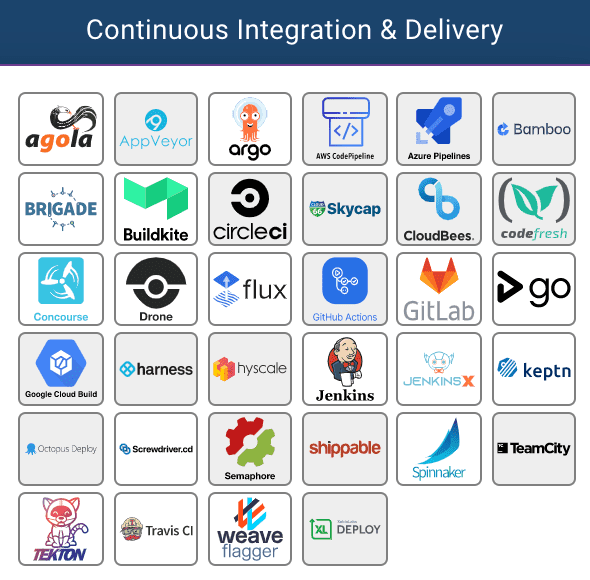 Continuous Integration & Delivery
agola
AppVeyor
argo
AWS CodePipeline
Azure Pipelines
Bamboo
BRIGADE
Buildkite
circleci
66
Skycap
CloudBees.
codefresh
Concourse
Drone
flux
GitHub Actions
GitLab
go
Google Cloud Build
harness
hyscale
Jenkins
JENKINS X
keptn
Octopus Deploy
Screwdriver.cd
Semaphore
shippable
Spinnaker
TeamCity
TEKTON
Travis CI
weave
flagger
XL
DEPLOY